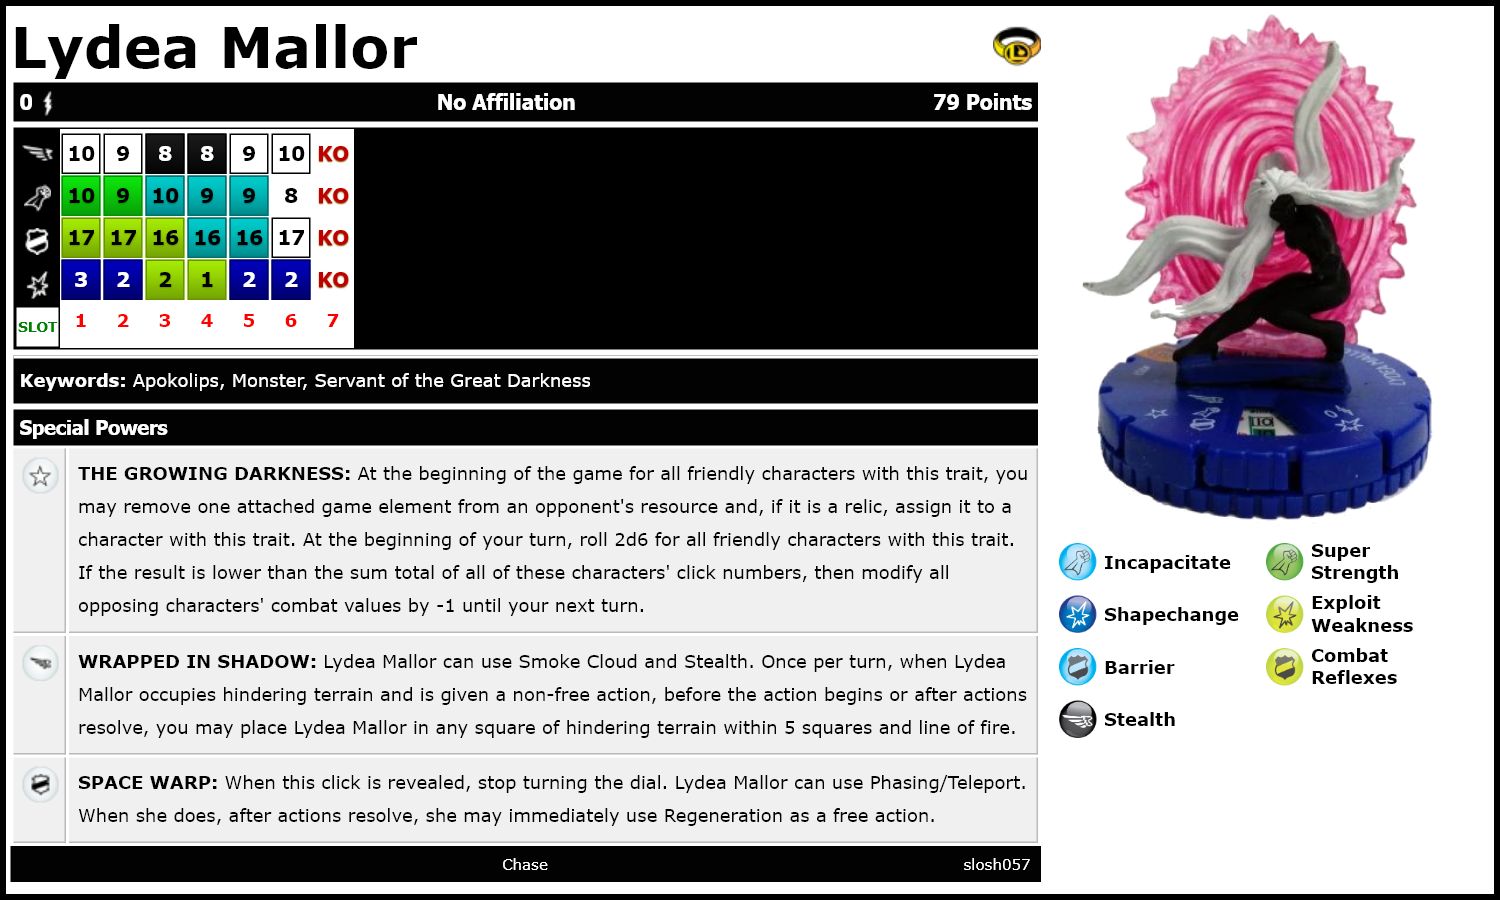 Lydea Mallor
0 No Affiliation 79 Points
10 9 8 8 9 10 KO
10 9 10 9 9 8 KO
17 17 16 16 16 17 KO
3 2 2 1 2 2 KO
SLOT 1 2 3 4 5 6 7
Keywords: Apokolips, Monster, Servant of the Great Darkness
Special Powers
THE GROWING DARKNESS: At the beginning of the game for all friendly characters with this trait, you
may remove one attached game element from an opponent's resource and, if it is a relic, assign it to a
character with this trait. At the beginning of your turn, roll 2d6 for all friendly characters with this trait.
If the result is lower than the sum total of all of these characters' click numbers, then modify all
opposing characters' combat values by -1 until your next turn.
WRAPPED IN SHADOW: Lydea Mallor can use Smoke Cloud and Stealth. Once per turn, when Lydea
Mallor occupies hindering terrain and is given a non-free action, before the action begins or after actions
resolve, you may place Lydea Mallor in any square of hindering terrain within 5 squares and line of fire.
SPACE WARP: When this click is revealed, stop turning the dial. Lydea Mallor can use Phasing/Teleport.
When she does, after actions resolve, she may immediately use Regeneration as a free action.
Chase slosh057
LYDEA MALLOR
Incapacitate
Super
Strength
Shapechange
Exploit
Weakness
Barrier
Combat
Reflexes
Stealth